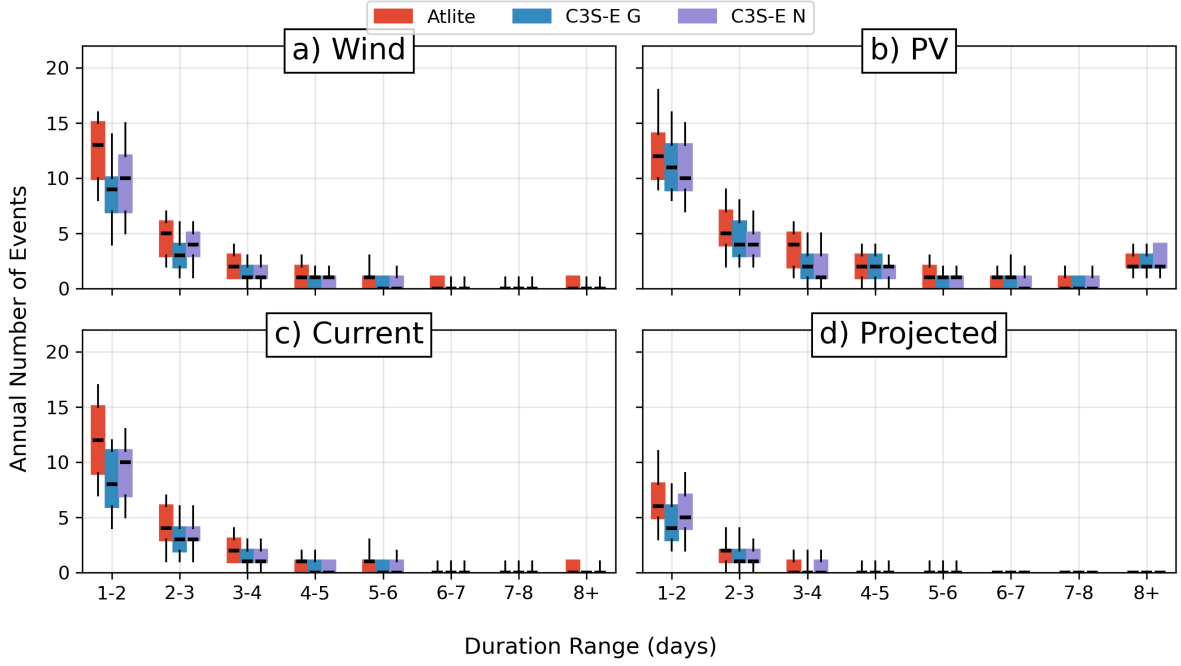 Atlite C3S-E G C3S-E N
a) Wind
b) PV
20
15
10
5
0
c) Current
d) Projected
20
15
10
5
0
Annual Number of Events
1-2 2-3 3-4 4-5 5-6 6-7 7-8 8+
1-2 2-3 3-4 4-5 5-6 6-7 7-8 8+
Duration Range (days)